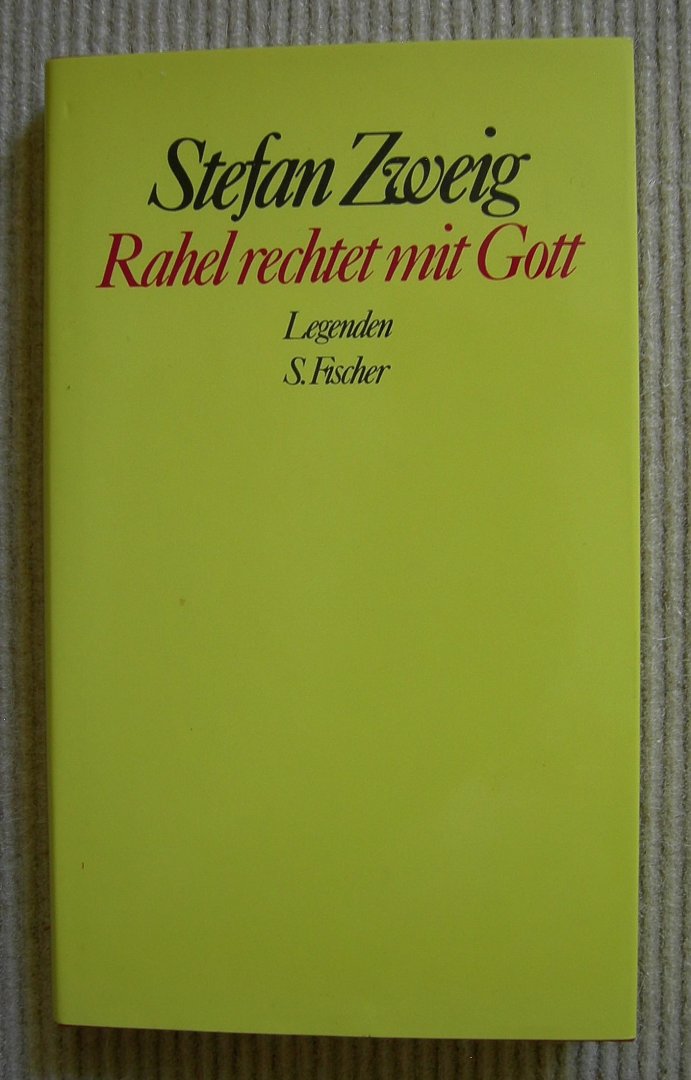 Stefan Zweig
Rahel rechtet mit Gott
Legenden
S. Fischer